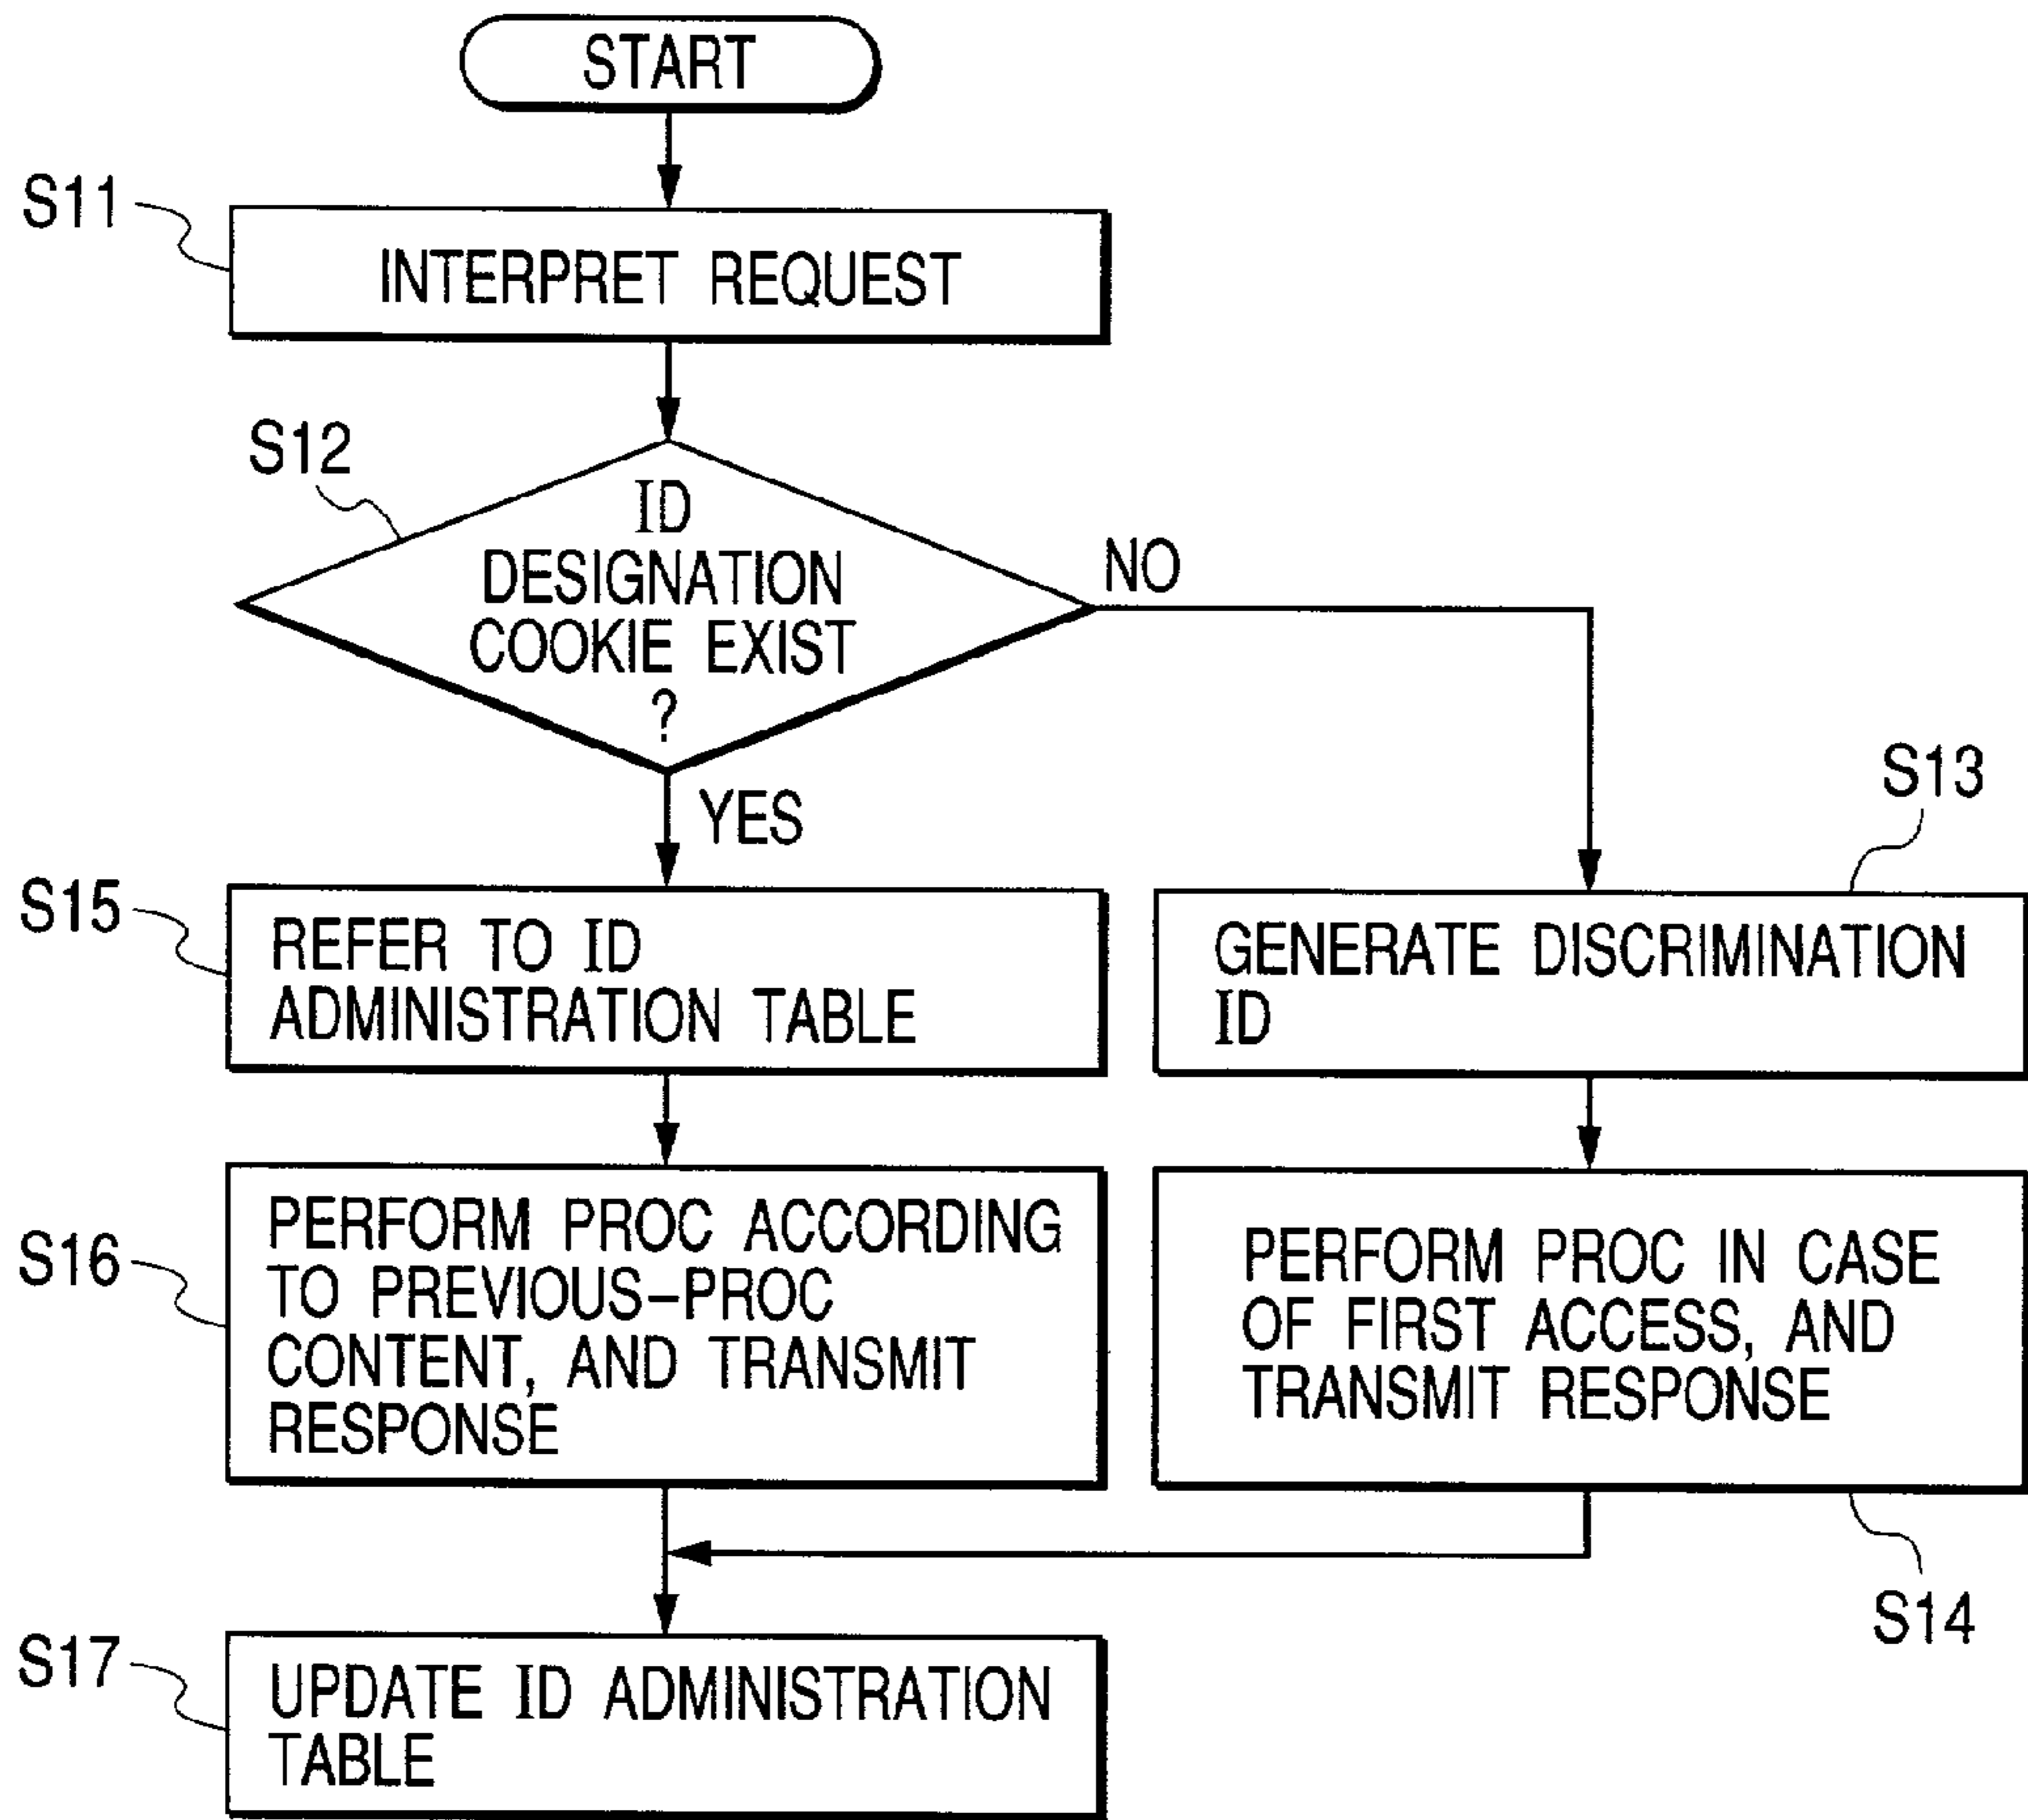 START
S11
INTERPRET REQUEST
S12
ID
DESIGNATION
COOKIE EXIST
?
NO
YES
S13
S15
REFER TO ID
ADMINISTRATION TABLE
GENERATE DISCRIMINATION
ID
S16
PERFORM PROC ACCORDING
TO PREVIOUS-PROC
CONTENT, AND TRANSMIT
RESPONSE
PERFORM PROC IN CASE
OF FIRST ACCESS, AND
TRANSMIT RESPONSE
S14
S17
UPDATE ID ADMINISTRATION
TABLE